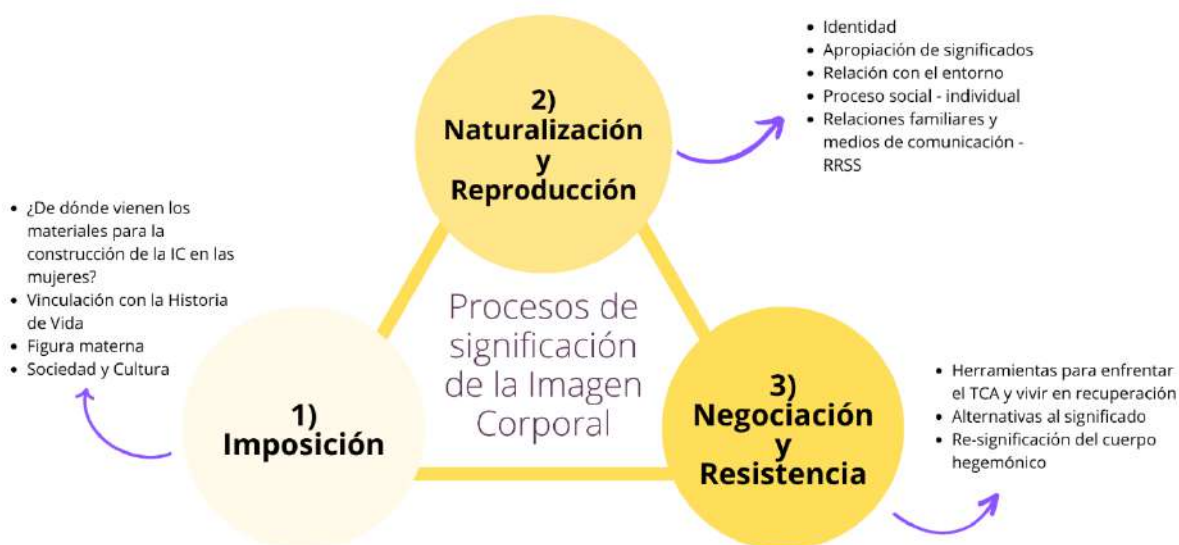 • ¿De dónde vienen los
materiales para la
construcción de la IC en las
mujeres?
• Vinculación con la Historia
de Vida
• Figura materna
• Sociedad y Cultura
1)
Imposición
2)
Naturalización
y
Reproducción
• Identidad
• Apropiación de significados
• Relación con el entorno
• Proceso social - individual
• Relaciones familiares y
medios de comunicación -
RRSS
Procesos de
significación
de la Imagen
Corporal
3)
Negociación
y
Resistencia
• Herramientas para enfrentar
el TCA y vivir en recuperación
• Alternativas al significado
• Re-significación del cuerpo
hegemónico